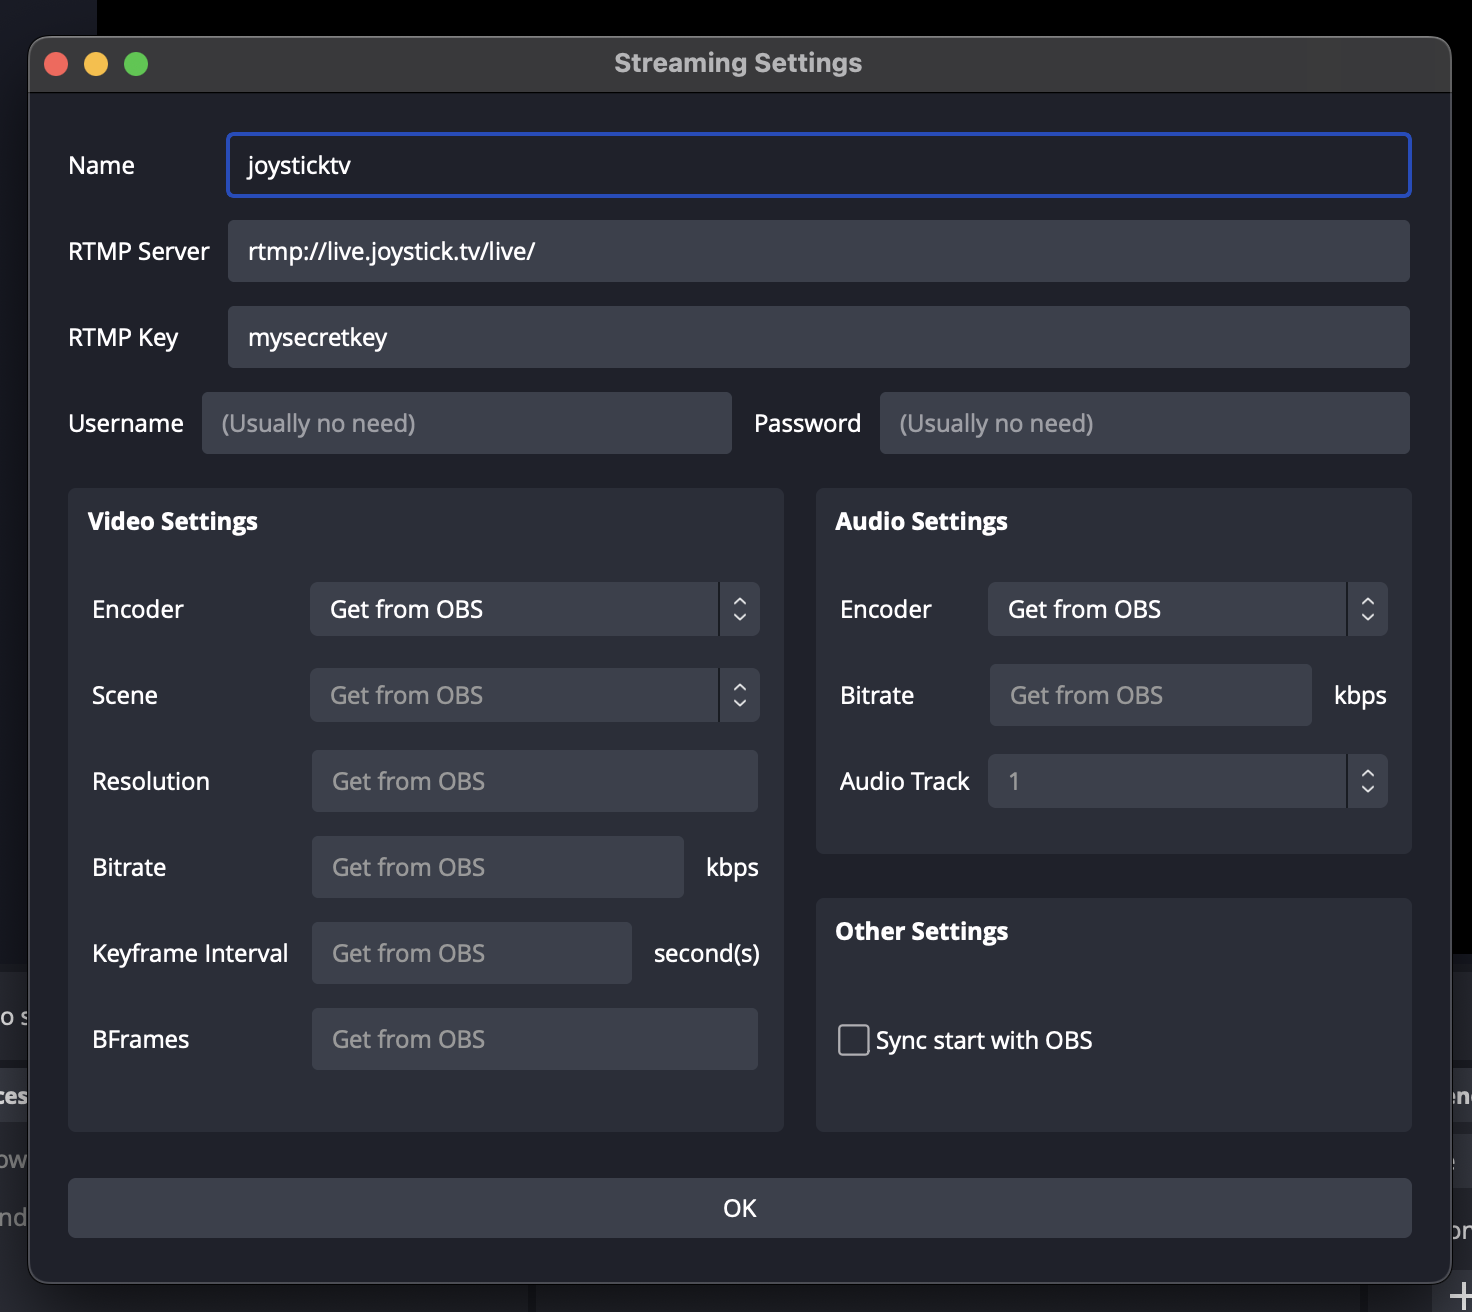 Streaming Settings
Name joysticktv
RTMP Server rtmp://live.joystick.tv/live/
RTMP Key mysecretkey
Username (Usually no need) Password (Usually no need)
Video Settings
Encoder Get from OBS
Scene Get from OBS
Resolution Get from OBS
Bitrate Get from OBS kbps
Keyframe Interval Get from OBS second(s)
BFrames Get from OBS
Audio Settings
Encoder Get from OBS
Bitrate Get from OBS kbps
Audio Track 1
Other Settings
Sync start with OBS
OK